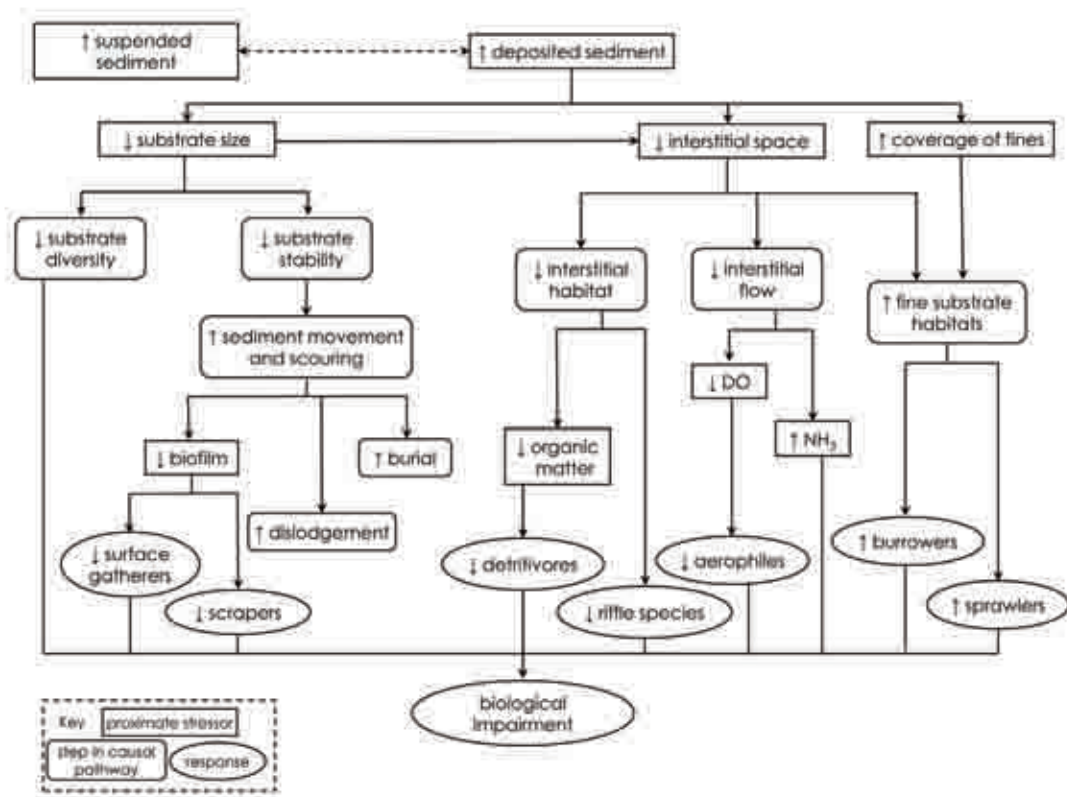 ↑ suspended
sediment
↑ deposited sediment
↓ substrate size
↓ interstitial space
↑ coverage of fines
↓ substrate
diversity
↓ substrate
stability
↓ interstitial
habitat
↓ interstitial
flow
↑ fine substrate
habitats
↑ sediment movement
and scouring
↓ DO
↑ NH₃
↓ biofilm
↑ burial
↓ organic
matter
↑ dislodgement
↓ surface
gatherers
↓ scrapers
↓ detritivores
↓ riffle species
↓ aerophiles
↑ burrowers
↑ sprawlers
biological
impairment
Key
proximate stressor
step in causal
pathway
response